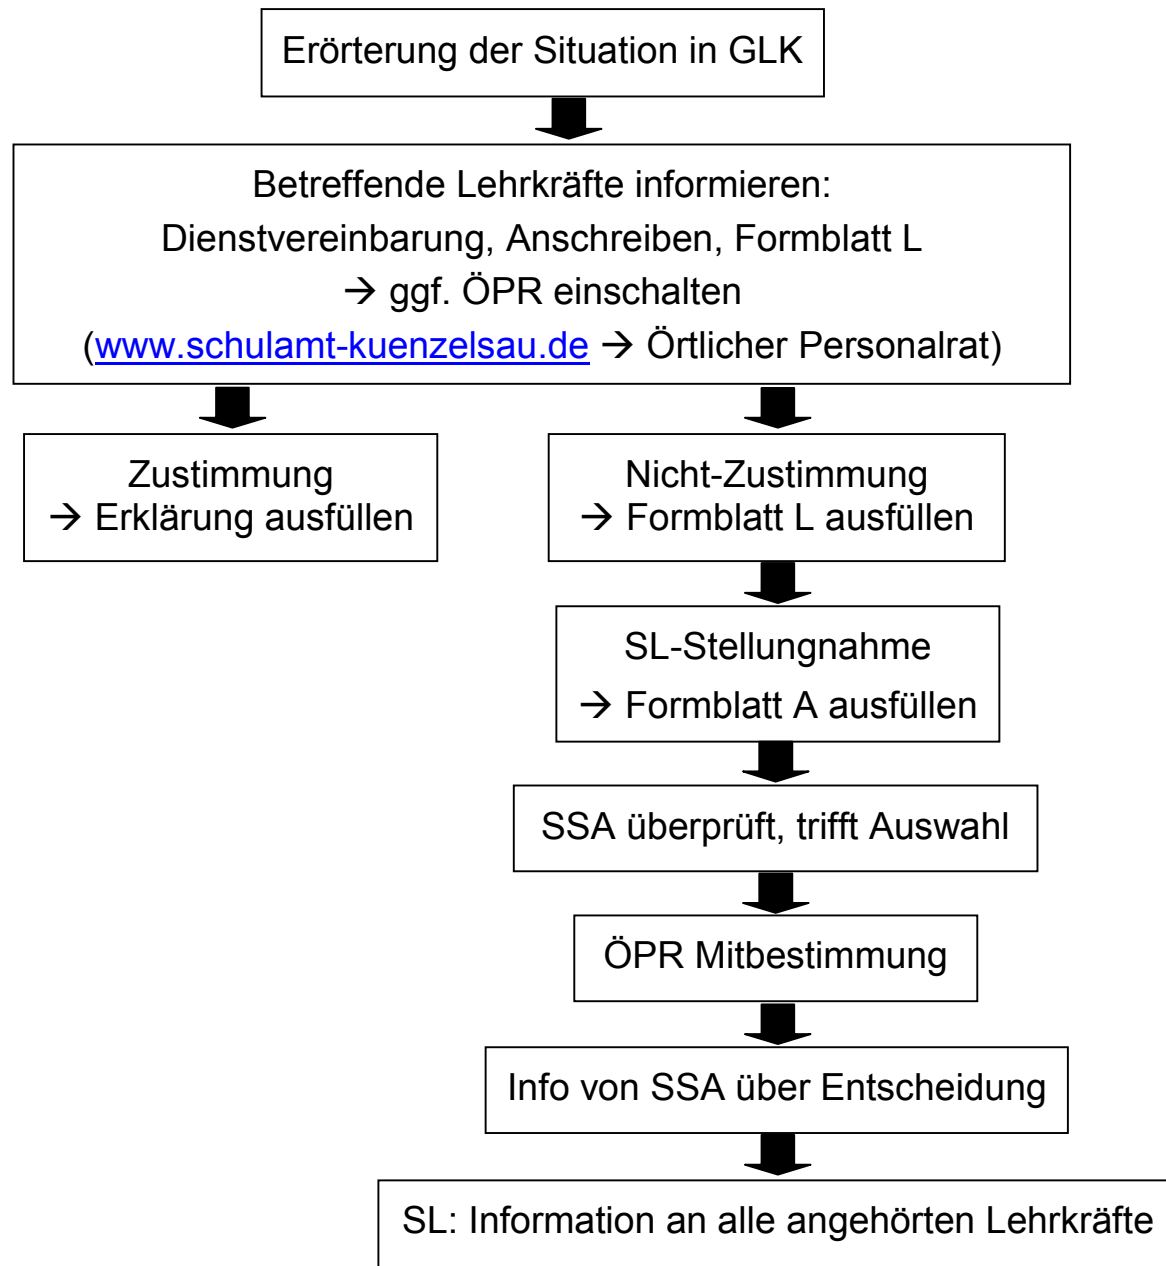 Erörterung der Situation in GLK
Betreffende Lehrkräfte informieren:
Dienstvereinbarung, Anschreiben, Formblatt L
→ ggf. ÖPR einschalten
(www.schulamt-kuenzelsau.de → Örtlicher Personalrat)
Zustimmung
→ Erklärung ausfüllen
Nicht-Zustimmung
→ Formblatt L ausfüllen
SL-Stellungnahme
→ Formblatt A ausfüllen
SSA überprüft, trifft Auswahl
ÖPR Mitbestimmung
Info von SSA über Entscheidung
SL: Information an alle angehörten Lehrkräfte